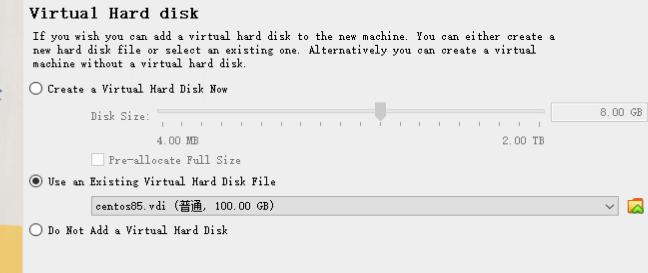 Virtual Hard disk
If you wish you can add a virtual hard disk to the new machine. You can either create a
new hard disk file or select an existing one. Alternatively you can create a virtual
machine without a virtual hard disk.
Create a Virtual Hard Disk Now
Disk Size:
8.00 GB
4.00 MB
2.00 TB
Pre-allocate Full Size
Use an Existing Virtual Hard Disk File
centos85.vdi (普通, 100.00 GB)
Do Not Add a Virtual Hard Disk